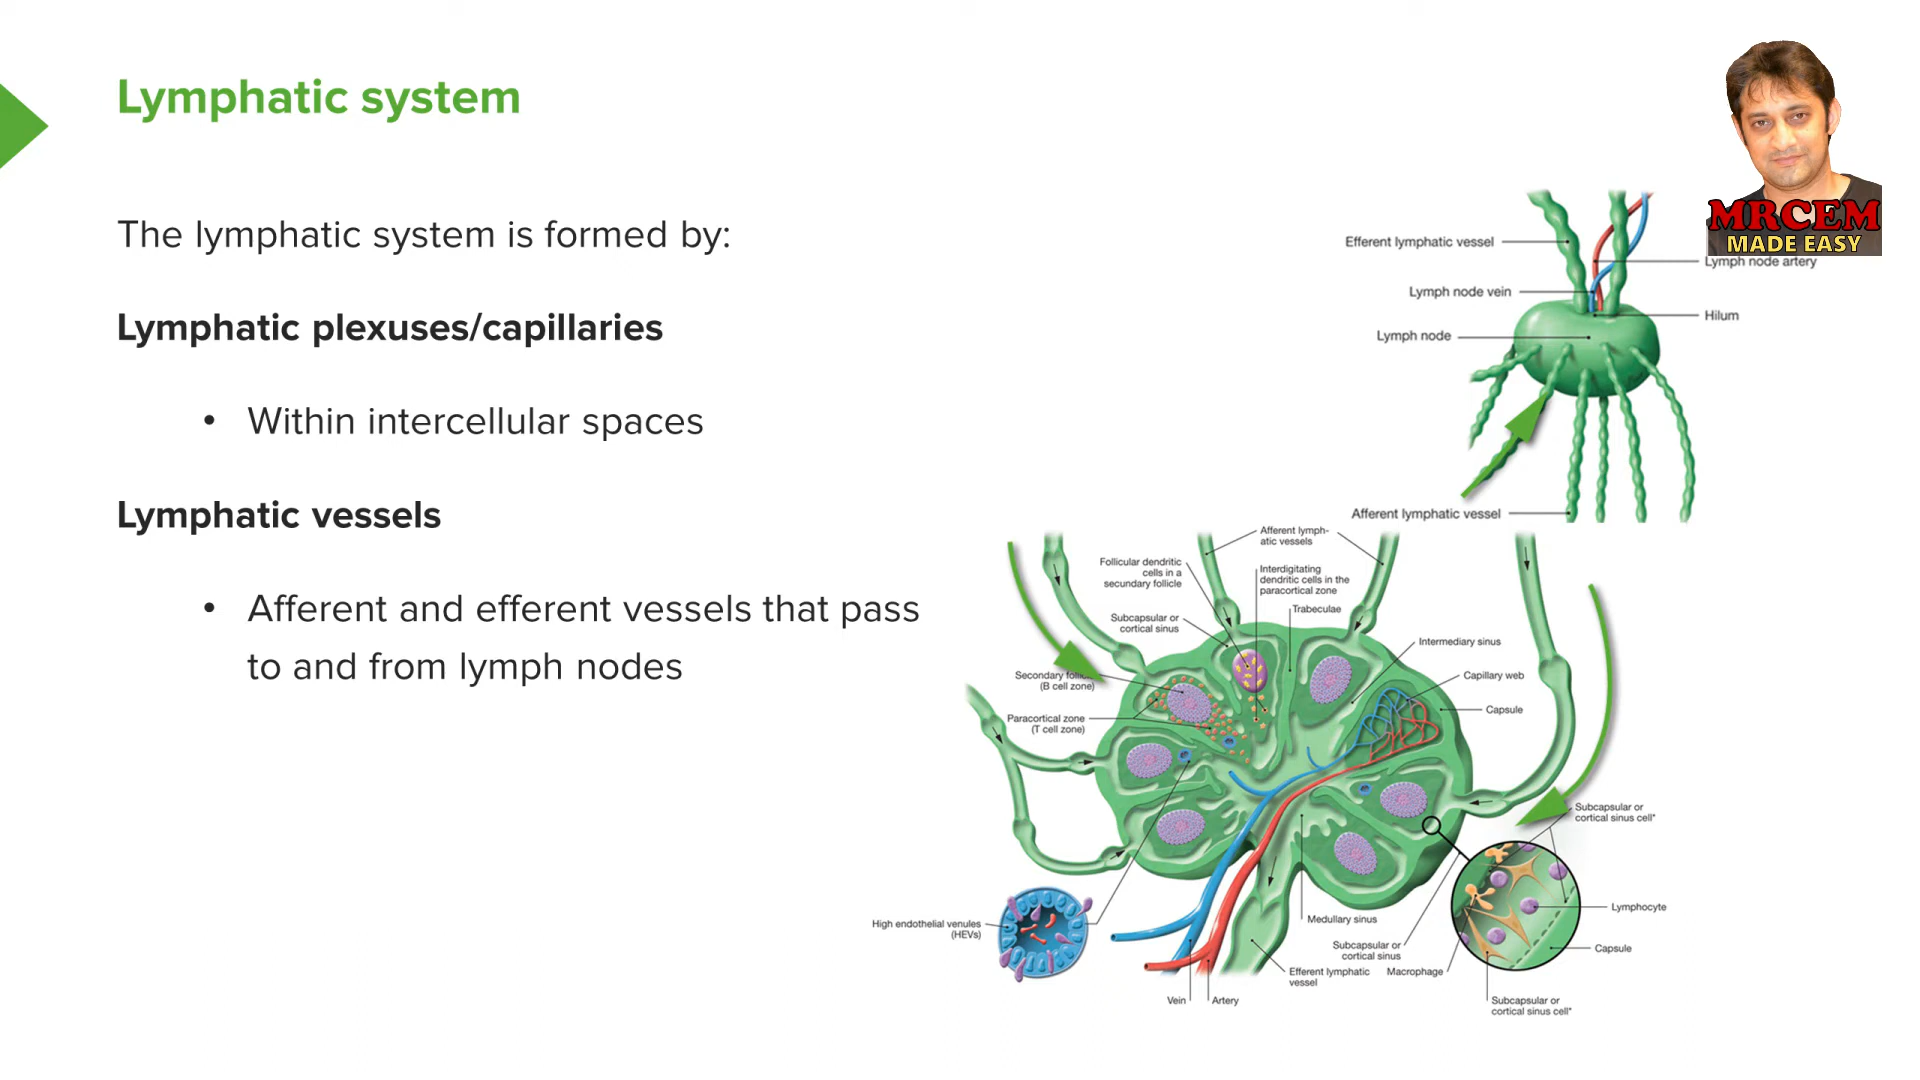 Lymphatic system
The lymphatic system is formed by:
Lymphatic plexuses/capillaries
• Within intercellular spaces
Lymphatic vessels
• Afferent and efferent vessels that pass
to and from lymph nodes
MRCEM
MADE EASY
Efferent lymphatic vessel
Lymph node artery
Lymph node vein
Hilum
Lymph node
Afferent lymphatic vessel
Afferent lymph-
atic vessels
Follicular dendritic
cells in a
secondary follicle
Interdigitating
dendritic cells in the
paracortical zone
Trabeculae
Subcapsular or
cortical sinus
Intermediary sinus
Secondary
(B cell zone)
Capillary web
Capsule
Paracortical zone
(T cell zone)
Subcapsular or
cortical sinus cell*
High endothelial venules
(HEVs)
Medullary sinus
Lymphocyte
Subcapsular or
cortical sinus
Capsule
Efferent lymphatic
vessel
Macrophage
Vein
Artery
Subcapsular or
cortical sinus cell*